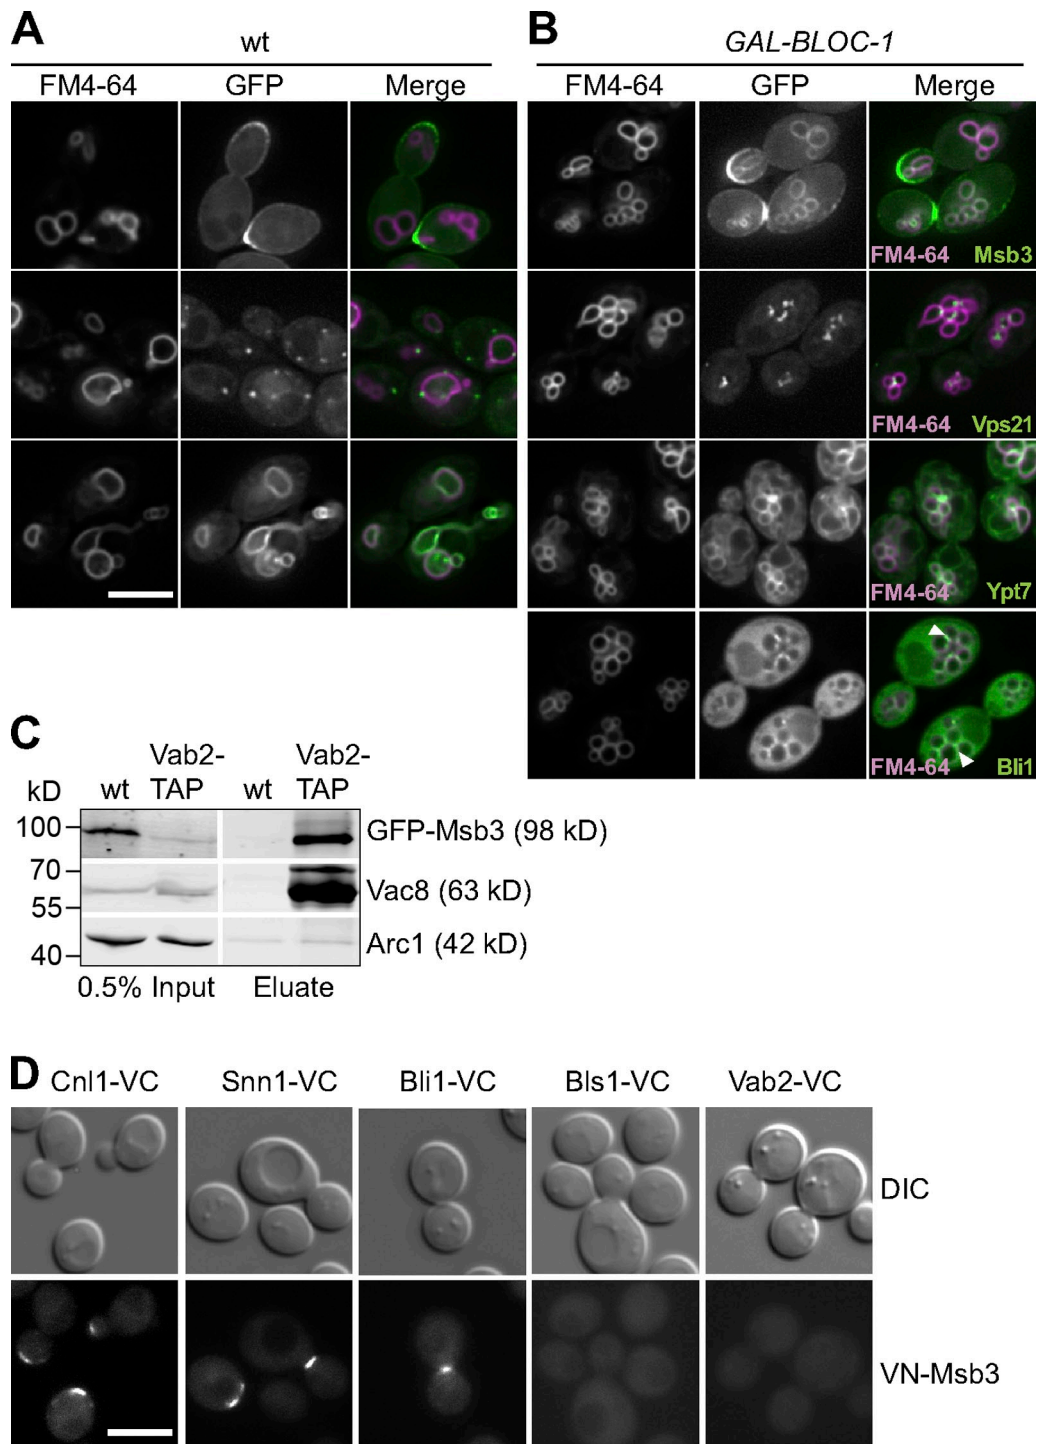 A
wt
FM4-64
GFP
Merge
B
GAL-BLOC-1
FM4-64
GFP
Merge
FM4-64
Msb3
FM4-64
Vps21
FM4-64
Ypt7
FM4-64
Bli1
C
Vab2-
Vab2-
kD
wt
TAP
wt
TAP
100
GFP-Msb3 (98 kD)
70
Vac8 (63 kD)
55
Arc1 (42 kD)
40
0.5% Input
Eluate
D
Cnl1-VC
Snn1-VC
Bli1-VC
Bls1-VC
Vab2-VC
DIC
VN-Msb3